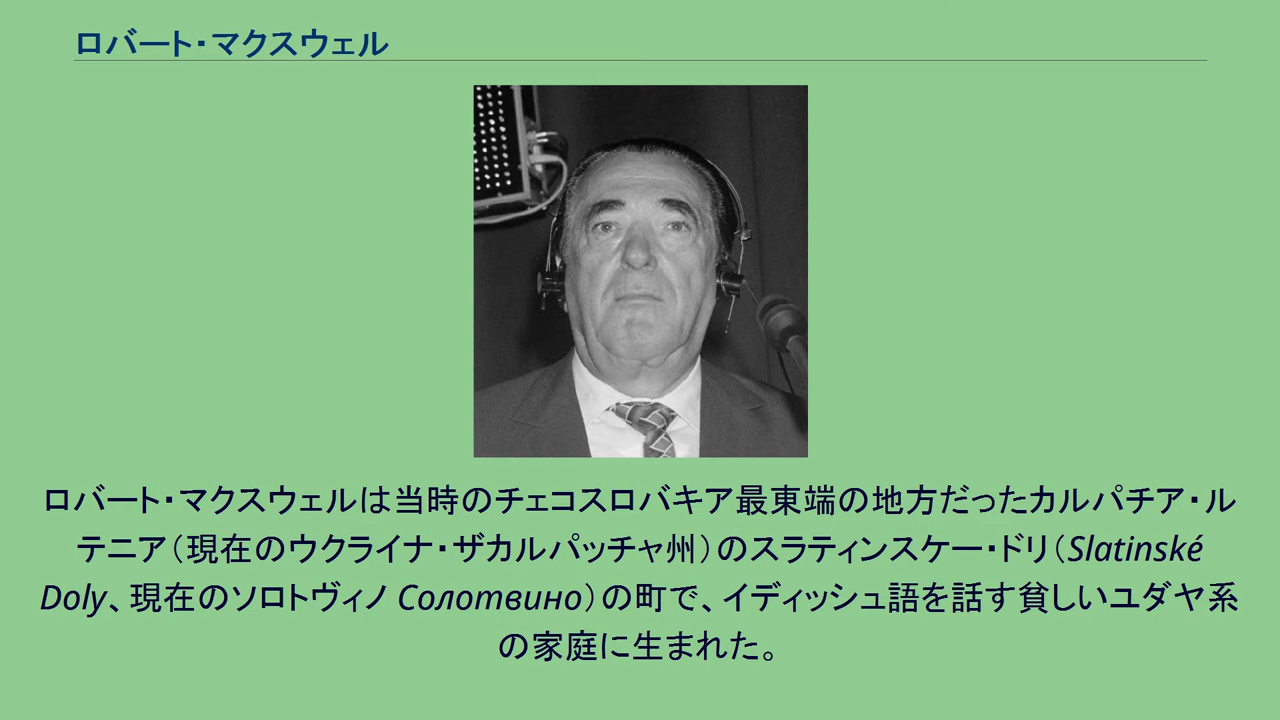 ロバート・マクスウェル
ロバート・マクスウェルは当時のチェコスロバキア最東端の地方だったカルパチア・ル
テニア（現在のウクライナ・ザカルパッチャ州）のスラティンスケー・ドリ（Slatinské
Doly、現在のソロトヴィノ Солотвино）の町で、イディッシュ語を話す貧しいユダヤ系
の家庭に生まれた。